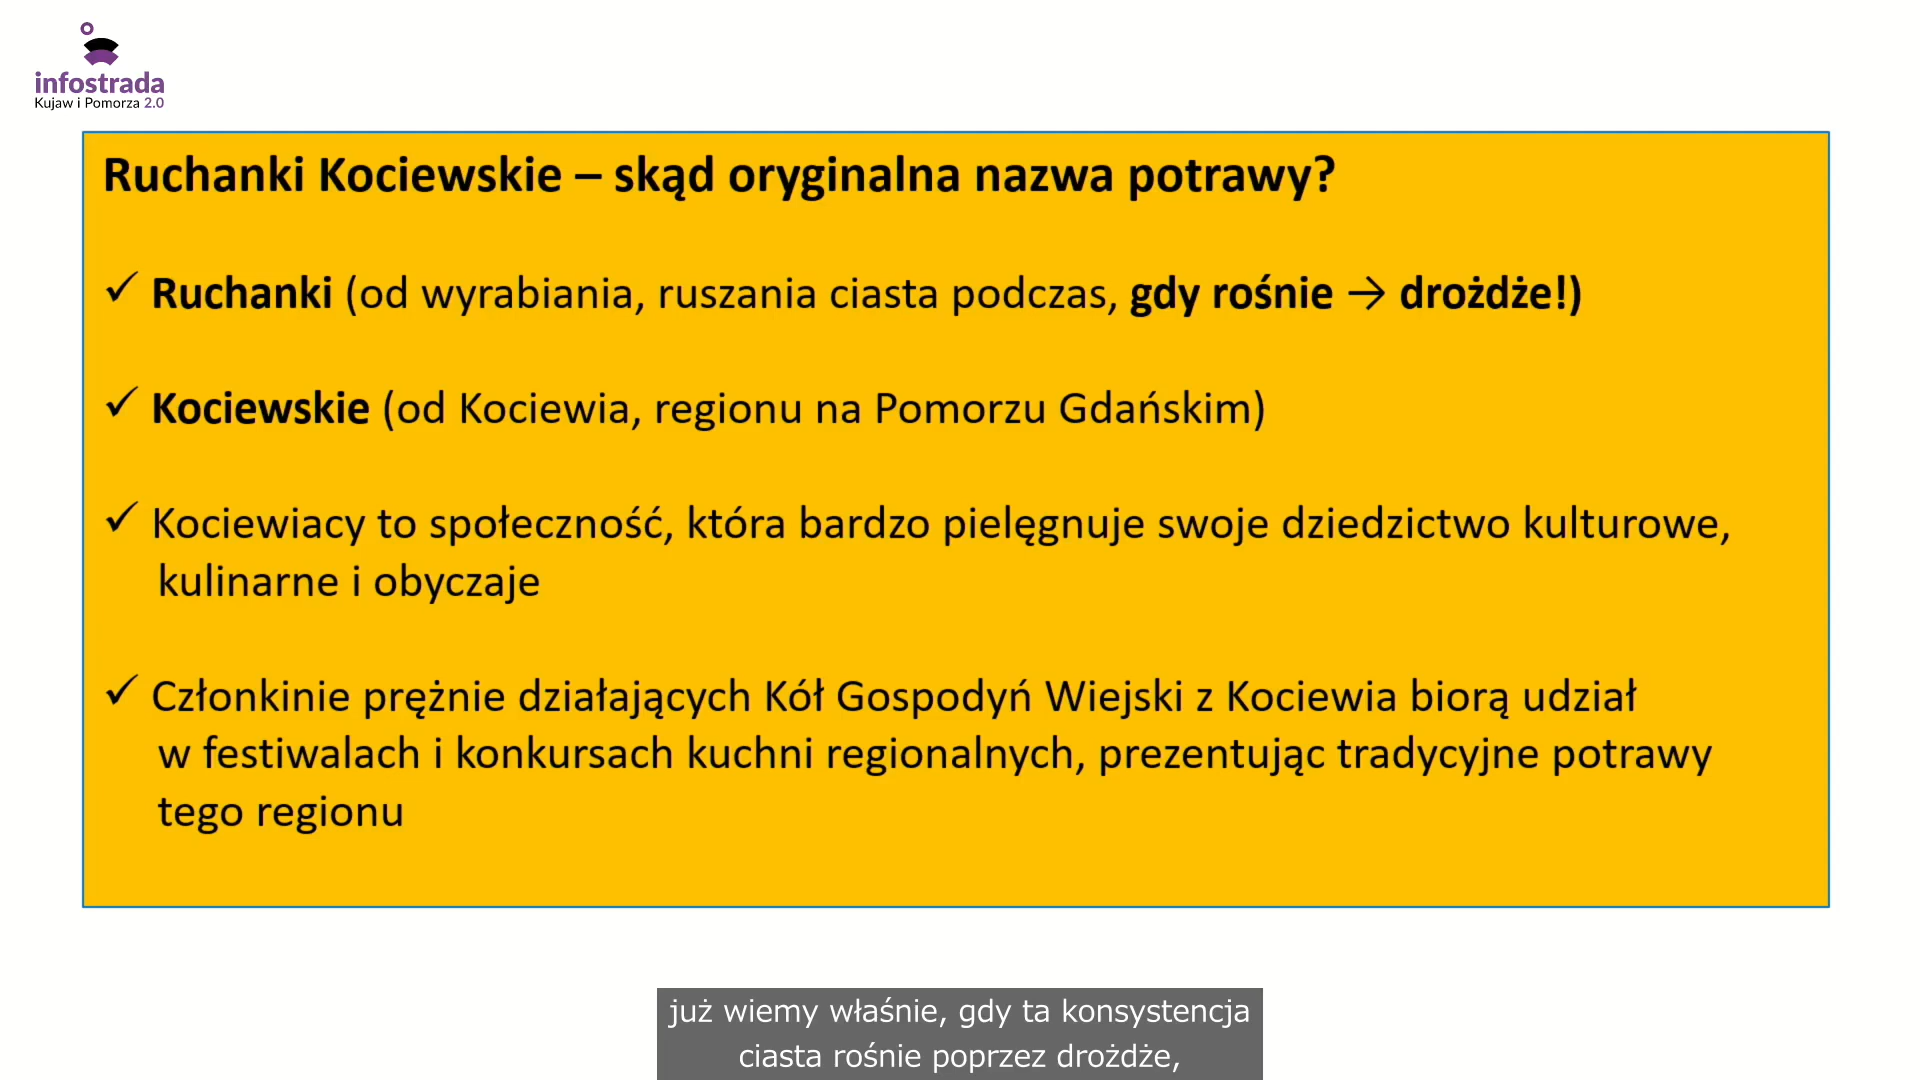 infostrada
Kujaw i Pomorza 2.0
Ruchanki Kociewskie – skąd oryginalna nazwa potrawy?
✓ Ruchanki (od wyrabiania, ruszania ciasta podczas, gdy rośnie → drożdże!)
✓ Kociewskie (od Kociewia, regionu na Pomorzu Gdańskim)
✓ Kociewiacy to społeczność, która bardzo pielęgnuje swoje dziedzictwo kulturowe,
kulinarne i obyczaje
✓ Członkinie prężnie działających Kół Gospodyń Wiejski z Kociewia biorą udział
w festiwalach i konkursach kuchni regionalnych, prezentując tradycyjne potrawy
tego regionu
już wiemy właśnie, gdy ta konsystencja
ciasta rośnie poprzez drożdże,